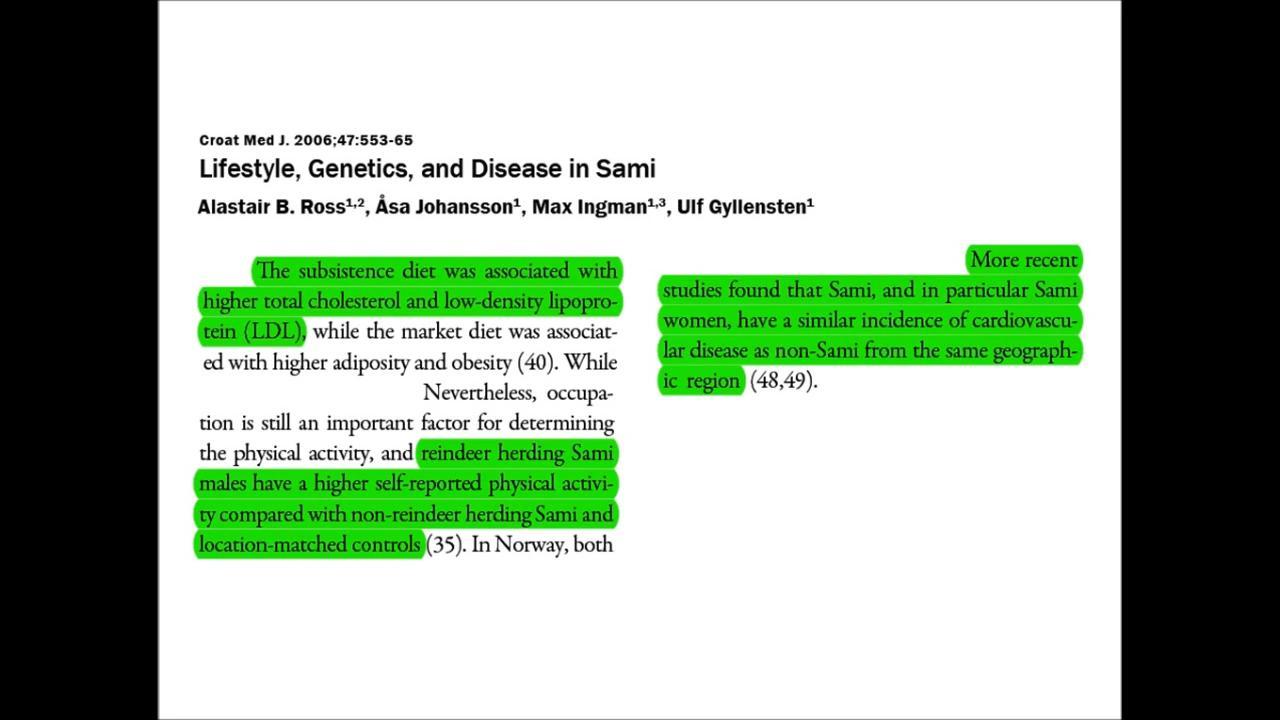 Croat Med J. 2006;47:553-65
Lifestyle, Genetics, and Disease in Sami
Alastair B. Ross1,2, Åsa Johansson1, Max Ingman1,3, Ulf Gyllensten1
The subsistence diet was associated with
higher total cholesterol and low-density lipopro-
tein (LDL), while the market diet was associat-
ed with higher adiposity and obesity (40). While
Nevertheless, occupa-
tion is still an important factor for determining
the physical activity, and reindeer herding Sami
males have a higher self-reported physical activi-
ty compared with non-reindeer herding Sami and
location-matched controls (35). In Norway, both
More recent
studies found that Sami, and in particular Sami
women, have a similar incidence of cardiovascu-
lar disease as non-Sami from the same geograph-
ic region (48,49).